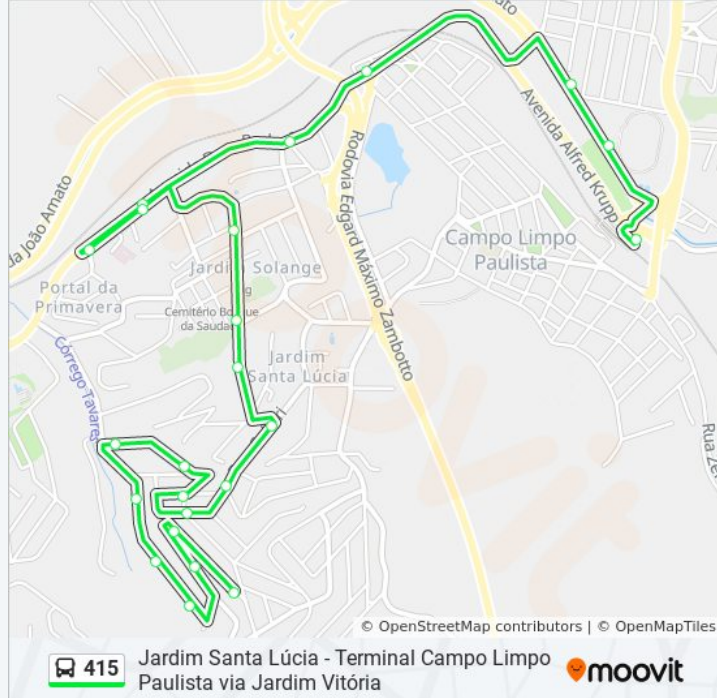 da João Amato
Rodovia Edgard Máximo Zambotto
Avenida Alfred Krupp
Campo Limpo
Paulista
Jardim Solange
Portal da
Primavera
Cemitério Bosque
da Saudade
Jardim
Santa Lúcia
Córrego Tavares
Rua Ze
© OpenStreetMap contributors | © OpenMapTiles
415
Jardim Santa Lúcia - Terminal Campo Limpo
Paulista via Jardim Vitória
moovit